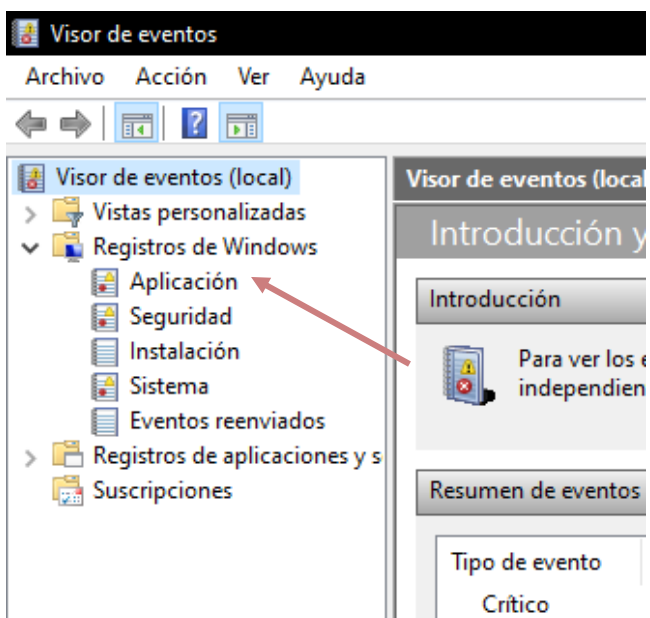 Visor de eventos
Archivo Acción Ver Ayuda
Visor de eventos (local)
Vistas personalizadas
Registros de Windows
Aplicación
Seguridad
Instalación
Sistema
Eventos reenviados
Registros de aplicaciones y s
Suscripciones
Visor de eventos (local
Introducción y
Introducción
Para ver los e
independien
Resumen de eventos
Tipo de evento
Crítico